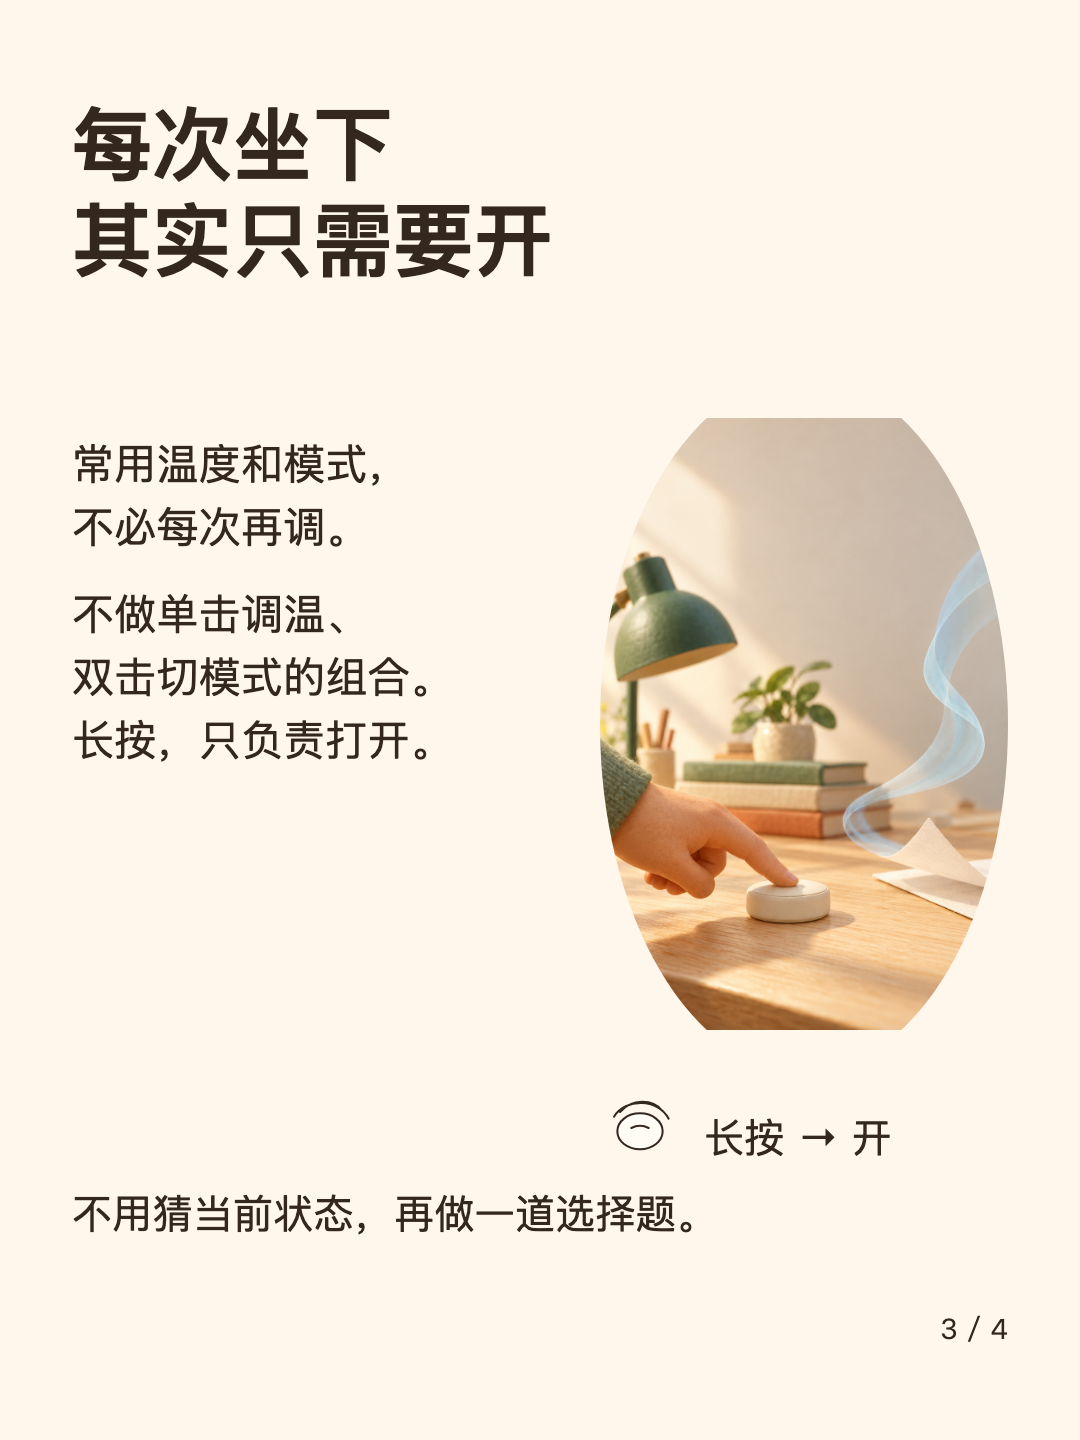 每次坐下
其实只需要开
常用温度和模式，
不必每次再调。
不做单击调温、
双击切模式的组合。
长按，只负责打开。
长按 → 开
不用猜当前状态，再做一道选择题。
3 / 4